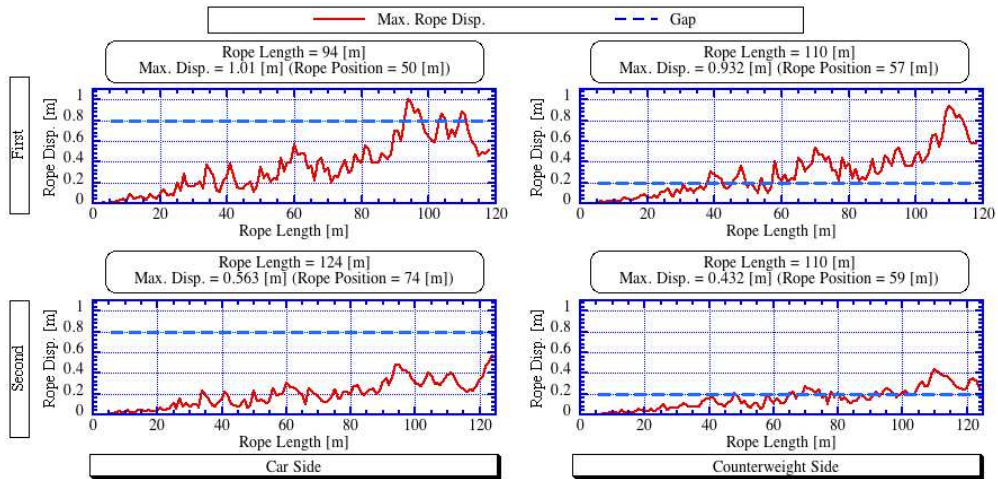 Max. Rope Disp. Gap
Rope Length = 94 [m]
Max. Disp. = 1.01 [m] (Rope Position = 50 [m])
Rope Length = 110 [m]
Max. Disp. = 0.932 [m] (Rope Position = 57 [m])
First
Rope Disp. [m]
1
0.8
0.6
0.4
0.2
0
0 20 40 60 80 100 120
Rope Length [m]
Rope Disp. [m]
1
0.8
0.6
0.4
0.2
0
0 20 40 60 80 100 120
Rope Length [m]
Rope Length = 124 [m]
Max. Disp. = 0.563 [m] (Rope Position = 74 [m])
Rope Length = 110 [m]
Max. Disp. = 0.432 [m] (Rope Position = 59 [m])
Second
Rope Disp. [m]
1
0.8
0.6
0.4
0.2
0
0 20 40 60 80 100 120
Rope Length [m]
Rope Disp. [m]
1
0.8
0.6
0.4
0.2
0
0 20 40 60 80 100 120
Rope Length [m]
Car Side
Counterweight Side